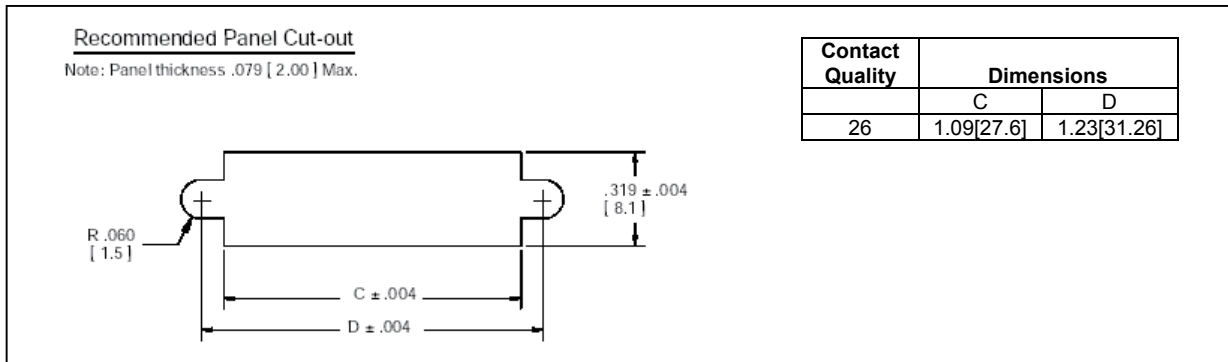 Recommended Panel Cut-out
Note: Panel thickness .079 [ 2.00 ] Max.
Contact Quality Dimensions
C D
26 1.09[27.6] 1.23[31.26]
.319 ± .004
[ 8.1 ]
R .060
[ 1.5 ]
C ± .004
D ± .004